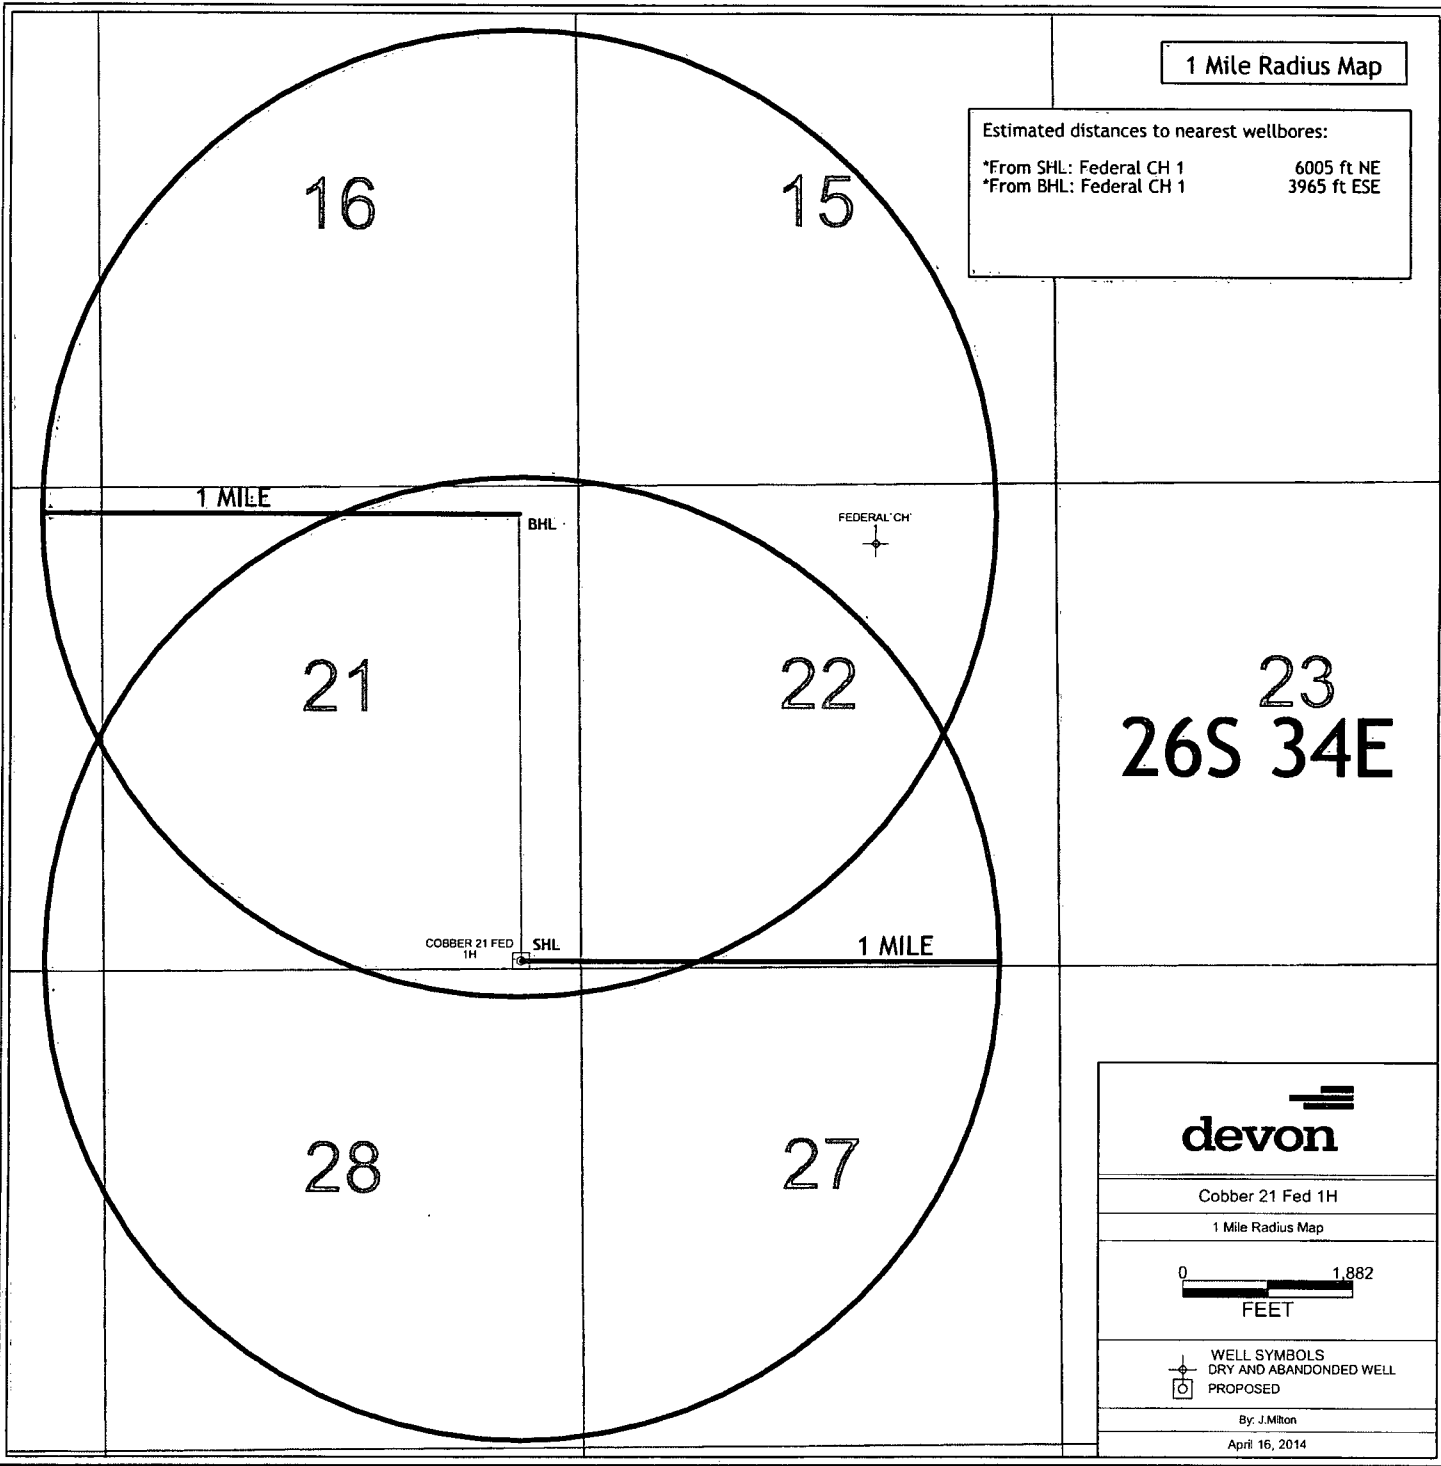 1 Mile Radius Map
Estimated distances to nearest wellbores:
*From SHL: Federal CH 1 6005 ft NE
*From BHL: Federal CH 1 3965 ft ESE
16
15
1 MILE
BHL
FEDERAL CH
1
21
22
23
26S 34E
COBBER 21 FED
1H
SHL
1 MILE
28
27
devon
Cobber 21 Fed 1H
1 Mile Radius Map
0 1,882
FEET
WELL SYMBOLS
DRY AND ABANDONDED WELL
PROPOSED
By: J.Milton
April 16, 2014